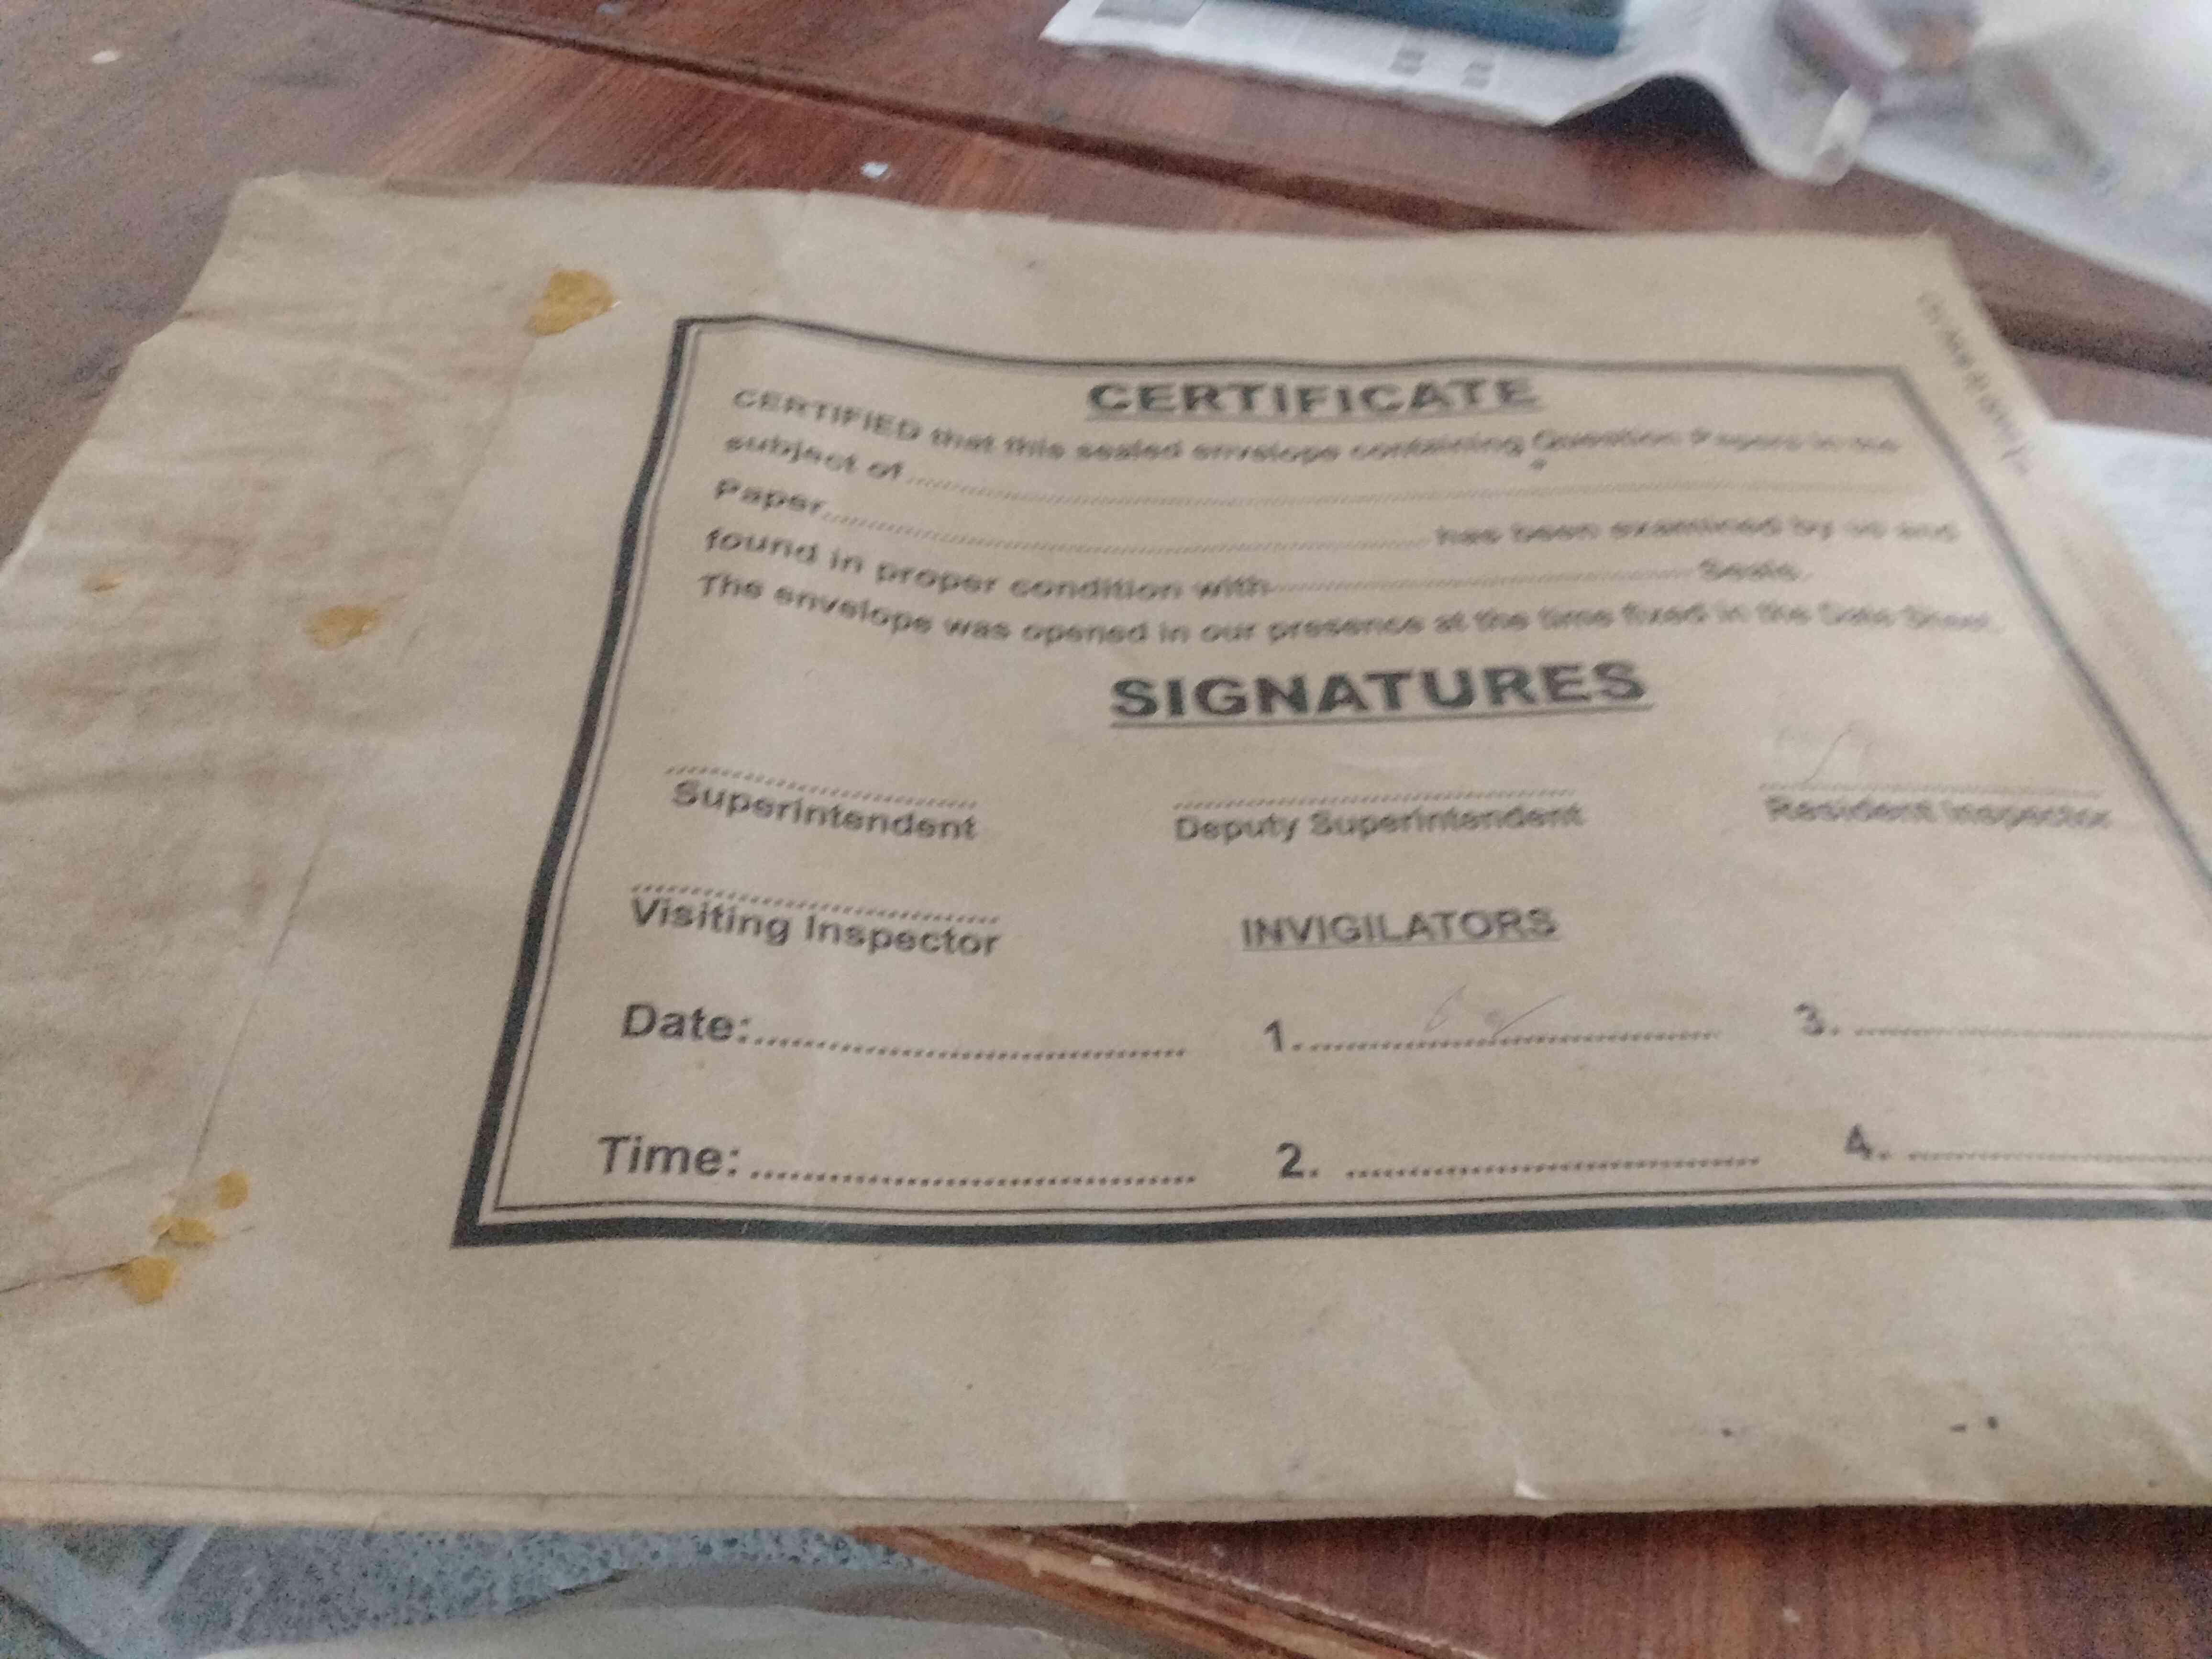 CERTIFICATE
CERTIFIED that this sealed envelope containing Question Papers in the
subject of
Paper has been examined by us and
found in proper condition with Seals.
The envelope was opened in our presence at the time fixed in the Date Sheet.
SIGNATURES
Superintendent Deputy Superintendent Resident Inspector
Visiting Inspector INVIGILATORS
Date: 1. 3.
Time: 2. 4.